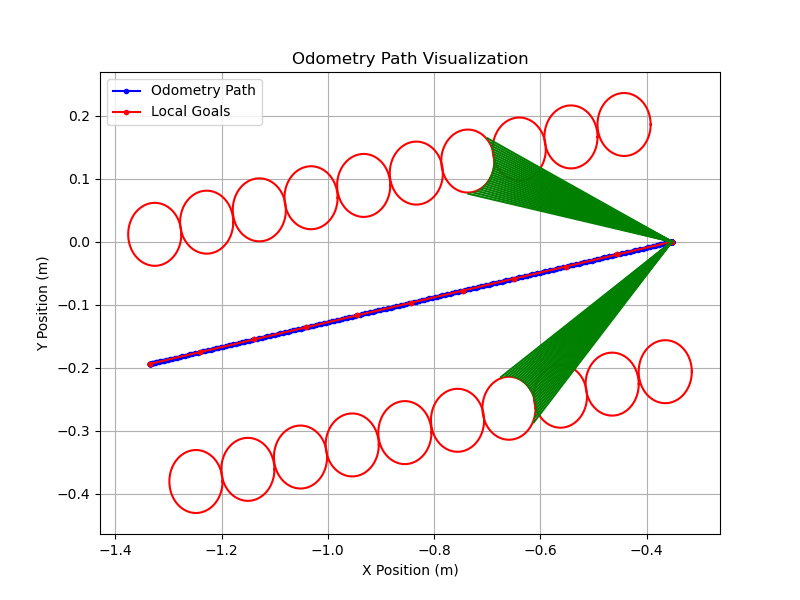 Odometry Path Visualization
Odometry Path
Local Goals
0.2
0.1
0.0
−0.1
−0.2
−0.3
−0.4
Y Position (m)
−1.4 −1.2 −1.0 −0.8 −0.6 −0.4
X Position (m)